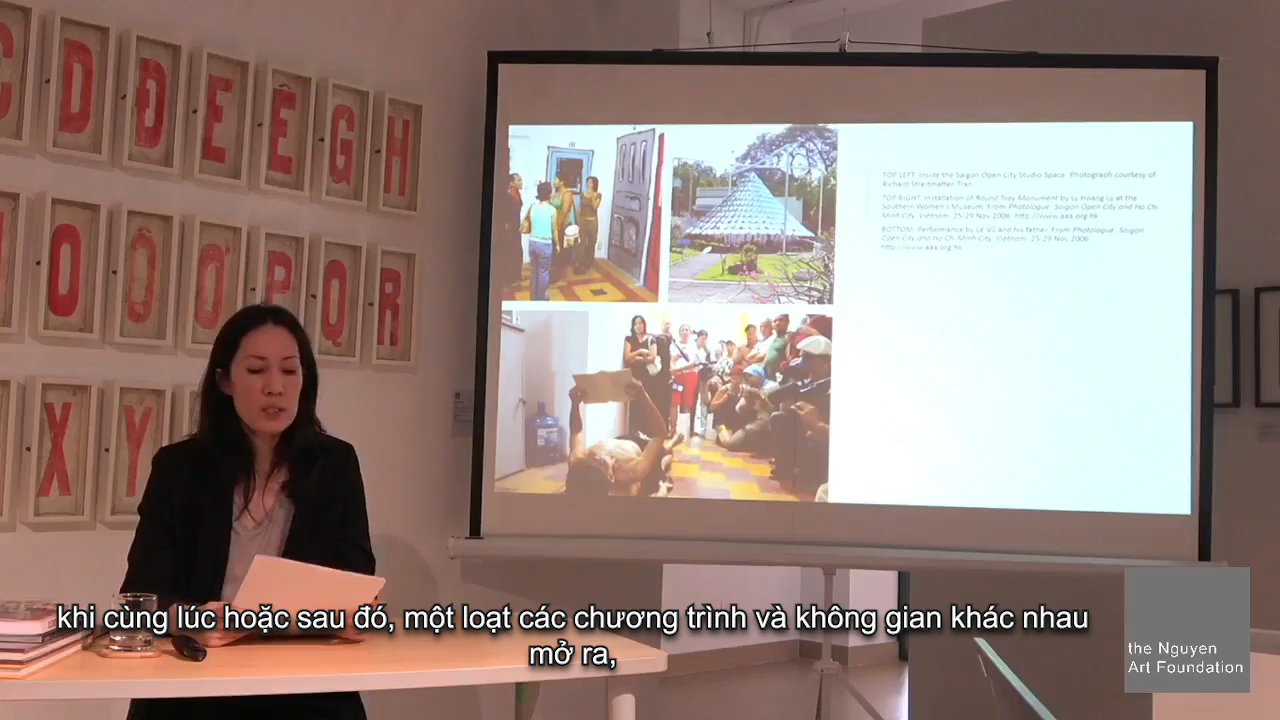 C D Đ E Ê G H
O Ô Ơ P Q R
X Y
TOP LEFT: Inside the Saigon Open City Studio Space. Photograph courtesy of
Richard Streitmatter-Tran
TOP RIGHT: Installation of Round Tray Monument by Ly Hoang Ly at the
Southern Women's Museum. From Photologue: Saigon Open City and Ho Chi
Minh City, Vietnam: 25-29 Nov 2006. http://www.aaa.org.hk
BOTTOM: Performance by Le Vũ and his father. From Photologue: Saigon
Open City and Ho Chi Minh City, Vietnam: 25-29 Nov 2006
http://www.aaa.org.hk
khi cùng lúc hoặc sau đó, một loạt các chương trình và không gian khác nhau
mở ra,
the Nguyen
Art Foundation